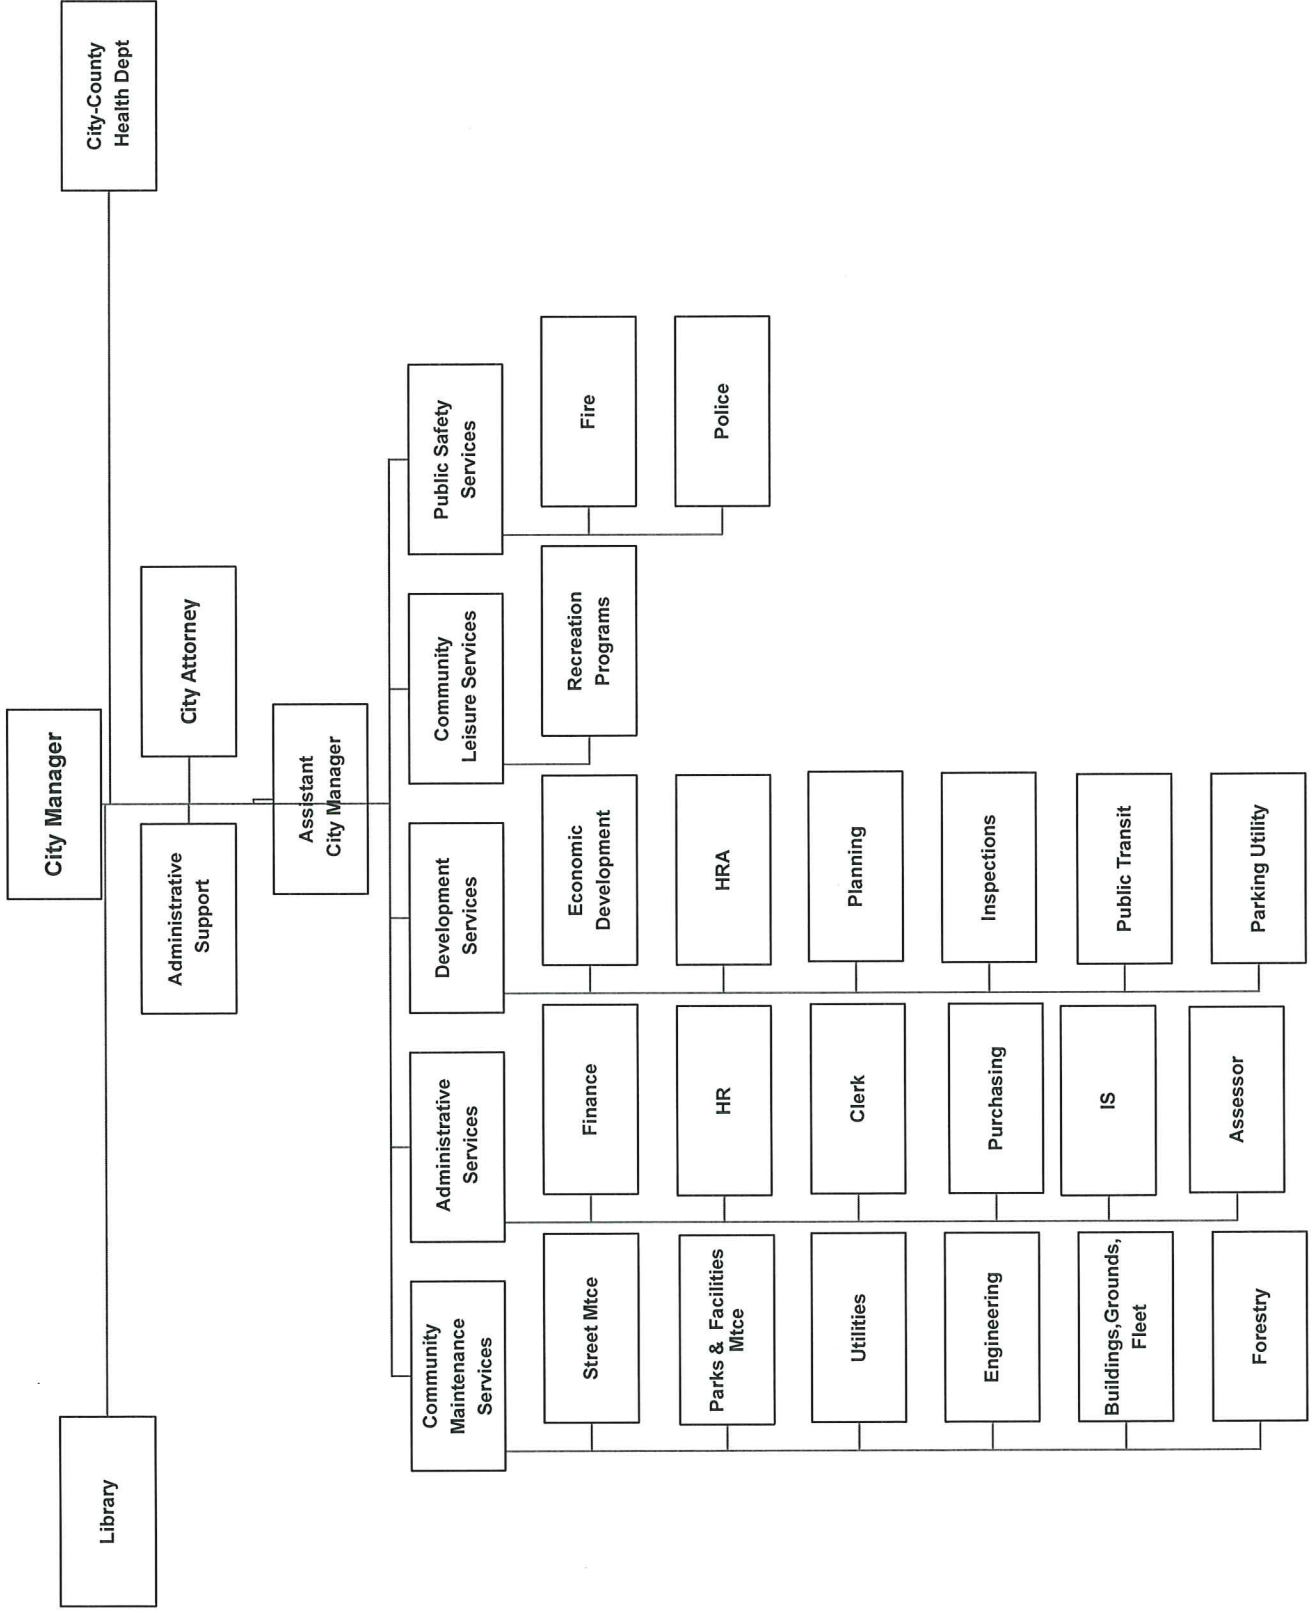 City Manager
Library
City-County
Health Dept
Administrative
Support
City Attorney
Assistant
City Manager
Community
Maintenance
Services
Administrative
Services
Development
Services
Community
Leisure Services
Public Safety
Services
Street Mtce
Parks & Facilities
Mtce
Utilities
Engineering
Buildings,Grounds,
Fleet
Forestry
Finance
HR
Clerk
Purchasing
IS
Assessor
Economic
Development
HRA
Planning
Inspections
Public Transit
Parking Utility
Recreation
Programs
Fire
Police